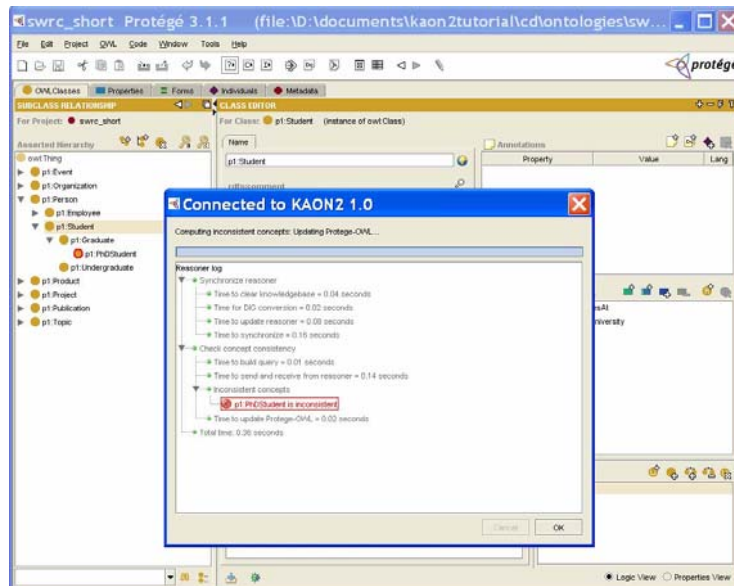 swrc_short Protégé 3.1.1 (file:\D:\documents\kaon2tutorial\cd\ontologies\sw...
File Edit Project OWL Code Window Tools Help
protégé
OWLClasses Properties Forms Individuals Metadata
SUBCLASS RELATIONSHIP
For Project: swrc_short
Asserted Hierarchy
owl:Thing
p1:Event
p1:Organization
p1:Person
p1:Employee
p1:Student
p1:Graduate
p1:PhDStudent
p1:Undergraduate
p1:Product
p1:Project
p1:Publication
p1:Topic
CLASS EDITOR
For Class: p1:Student (instance of owl:Class)
Name
p1:Student
rdfs:comment
Annotations
Property Value Lang
Connected to KAON2 1.0
Computing inconsistent concepts: Updating Protege-OWL...
Reasoner log
Synchronize reasoner
Time to clear knowledgebase = 0.04 seconds
Time for DIG conversion = 0.02 seconds
Time to update reasoner = 0.08 seconds
Time to synchronize = 0.16 seconds
Check concept consistency
Time to build query = 0.01 seconds
Time to send and receive from reasoner = 0.14 seconds
Inconsistent concepts
p1:PhDStudent is inconsistent
Time to update Protege-OWL = 0.02 seconds
Total time: 0.36 seconds
Cancel OK
esAt
niversity
Logic View Properties View